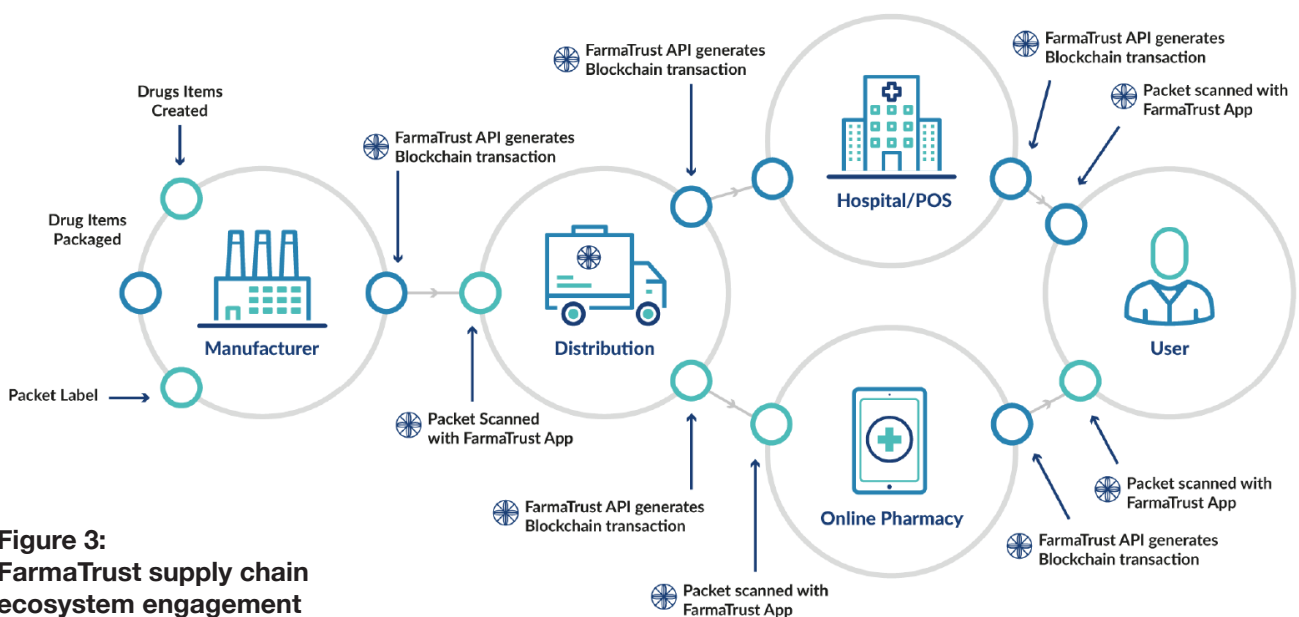 Drugs Items
Created
Drug Items
Packaged
Packet Label
Manufacturer
FarmaTrust API generates
Blockchain transaction
Packet Scanned
with FarmaTrust App
Distribution
FarmaTrust API generates
Blockchain transaction
FarmaTrust API generates
Blockchain transaction
Hospital/POS
FarmaTrust API generates
Blockchain transaction
Packet scanned with
FarmaTrust App
User
Packet scanned with
FarmaTrust App
Online Pharmacy
FarmaTrust API generates
Blockchain transaction
Packet scanned with
FarmaTrust App
Figure 3:
FarmaTrust supply chain
ecosystem engagement